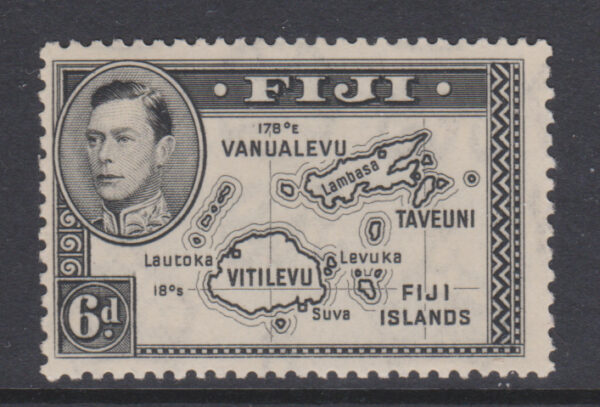 · FIJI ·
178°E
VANUALEVU
Lambasa
TAVEUNI
Lautoka
VITILEVU
Levuka
18°S
FIJI
ISLANDS
Suva
6d.